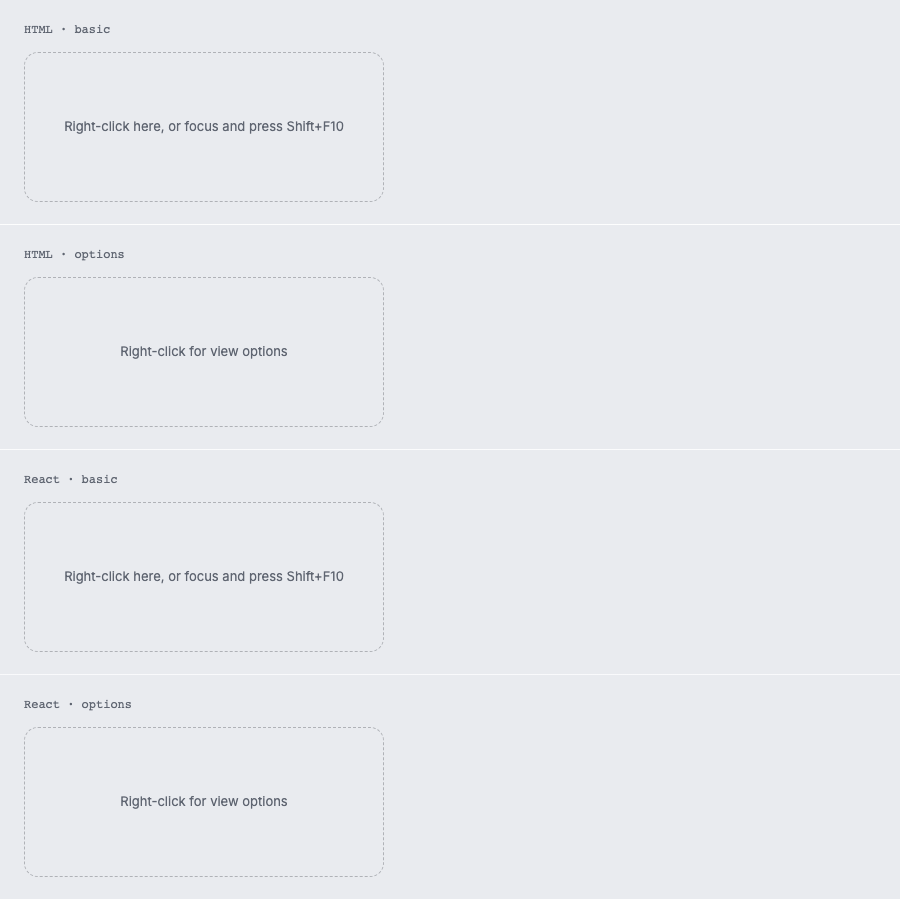 HTML · basic
Right-click here, or focus and press Shift+F10
HTML · options
Right-click for view options
React · basic
Right-click here, or focus and press Shift+F10
React · options
Right-click for view options